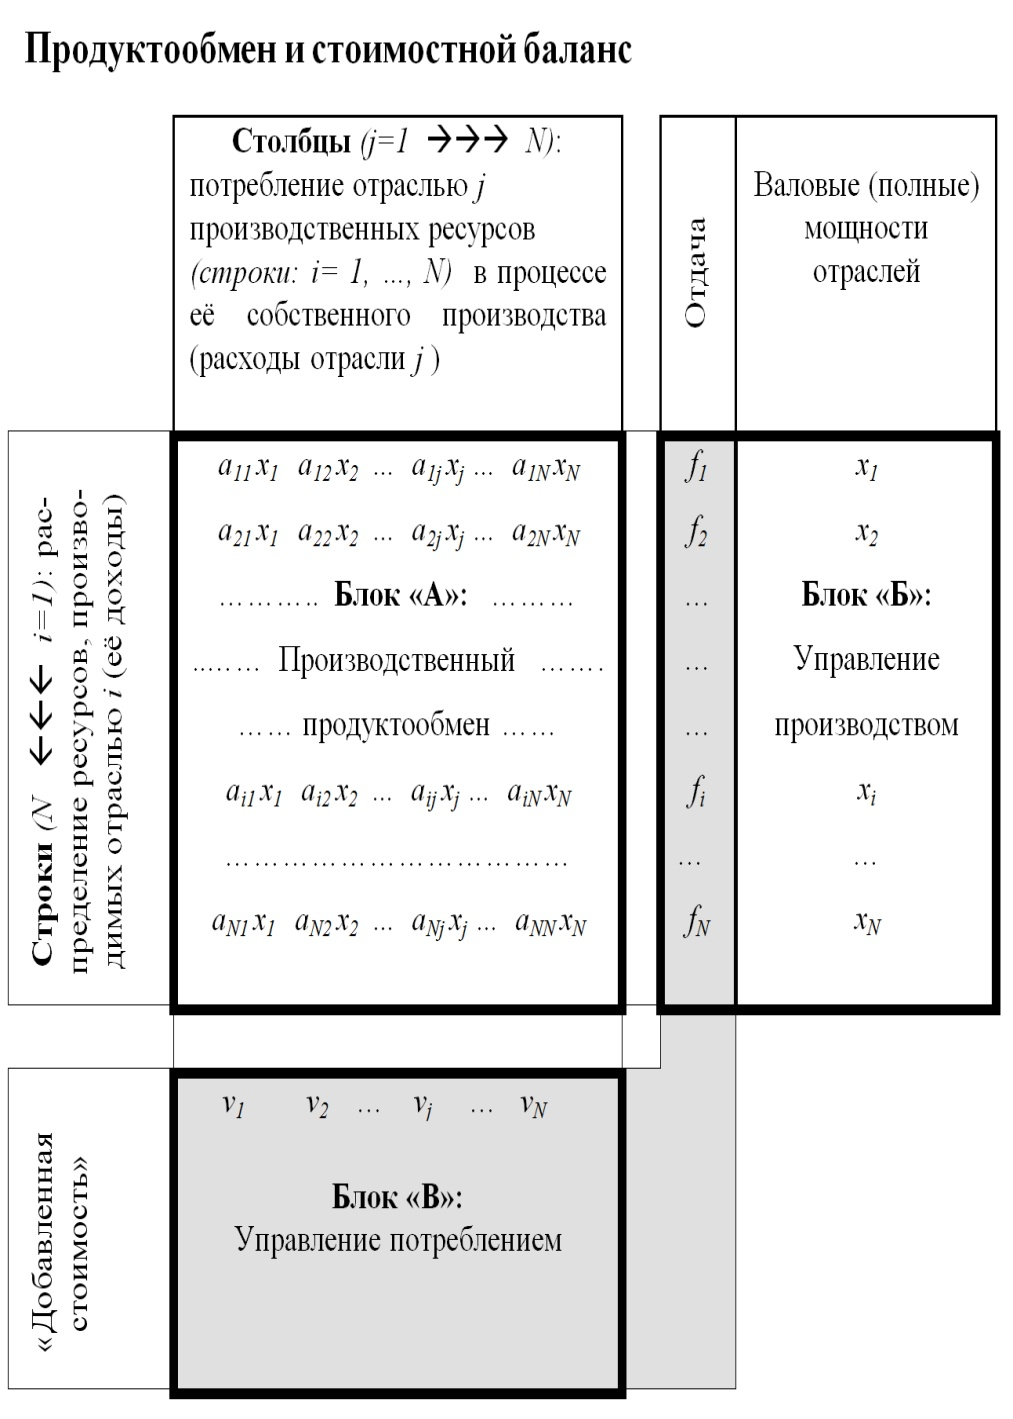 Продуктообмен и стоимостной баланс
Столбцы (j=1 →→→ N):
потребление отраслью j
производственных ресурсов
(строки: i= 1, ..., N) в процессе
её собственного производства
(расходы отрасли j )
Отдача
Валовые (полные)
мощности
отраслей
Строки (N ←←← i=1): рас-
пределение ресурсов, произво-
димых отраслью i (её доходы)
a11x1 a12x2 ... a1jxj ... a1NxN
f1
x1
a21x1 a22x2 ... a2jxj ... a2NxN
f2
x2
……….. Блок «А»: ………
…
Блок «Б»:
..…… Производственный …….
…
Управление
…… продуктообмен ……
…
производством
ai1x1 ai2x2 ... aijxj ... aiNxN
fi
xi
………………………………
…
…
aN1x1 aN2x2 ... aNjxj ... aNNxN
fN
xN
«Добавленная
стоимость»
v1 v2 … vj … vN
Блок «В»:
Управление потреблением